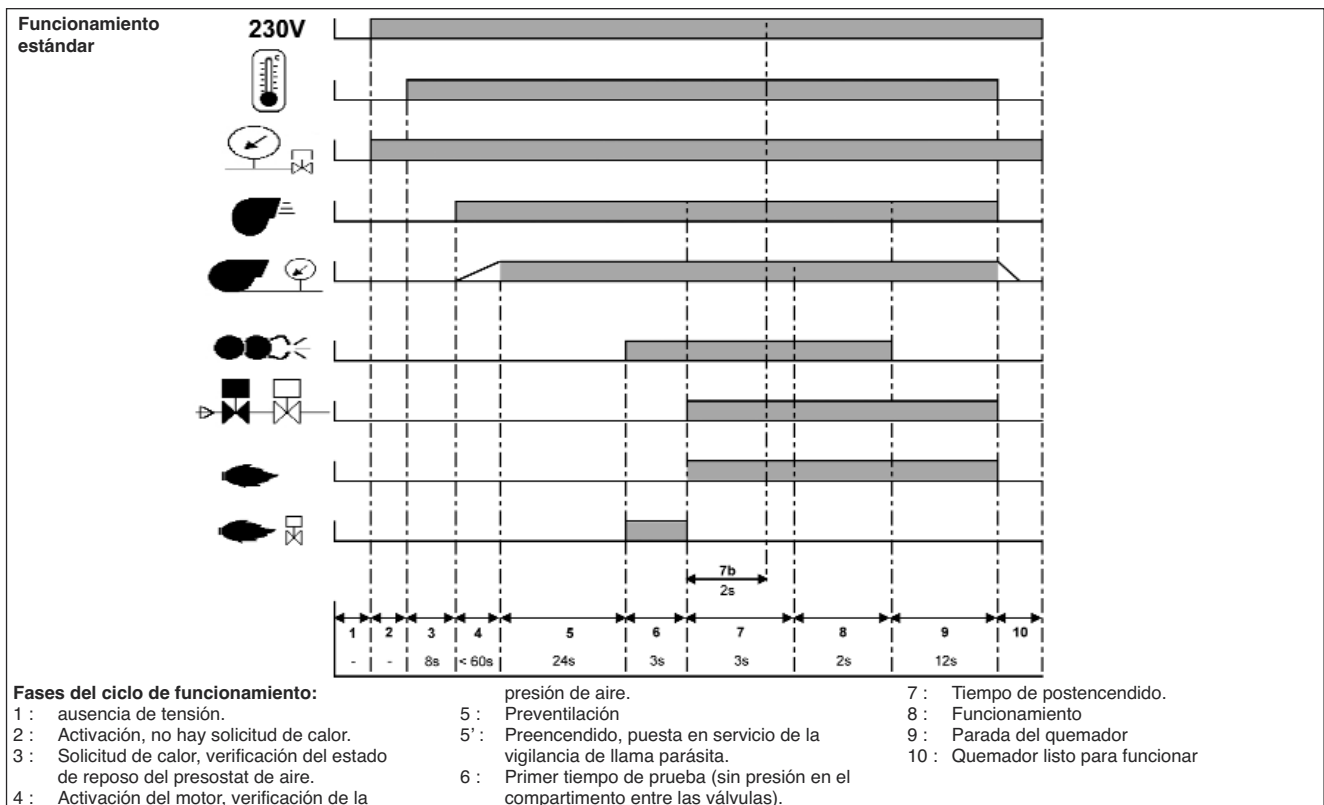 Funcionamiento
estándar
230V
c
7b
2s
1 2 3 4 5 6 7 8 9 10
- - 8s < 60s 24s 3s 3s 2s 12s
Fases del ciclo de funcionamiento:
1 : ausencia de tensión.
2 : Activación, no hay solicitud de calor.
3 : Solicitud de calor, verificación del estado
de reposo del presostat de aire.
4 : Activación del motor, verificación de la
presión de aire.
5 : Preventilación
5' : Preencendido, puesta en servicio de la
vigilancia de llama parásita.
6 : Primer tiempo de prueba (sin presión en el
compartimento entre las válvulas).
7 : Tiempo de postencendido.
8 : Funcionamiento
9 : Parada del quemador
10 : Quemador listo para funcionar